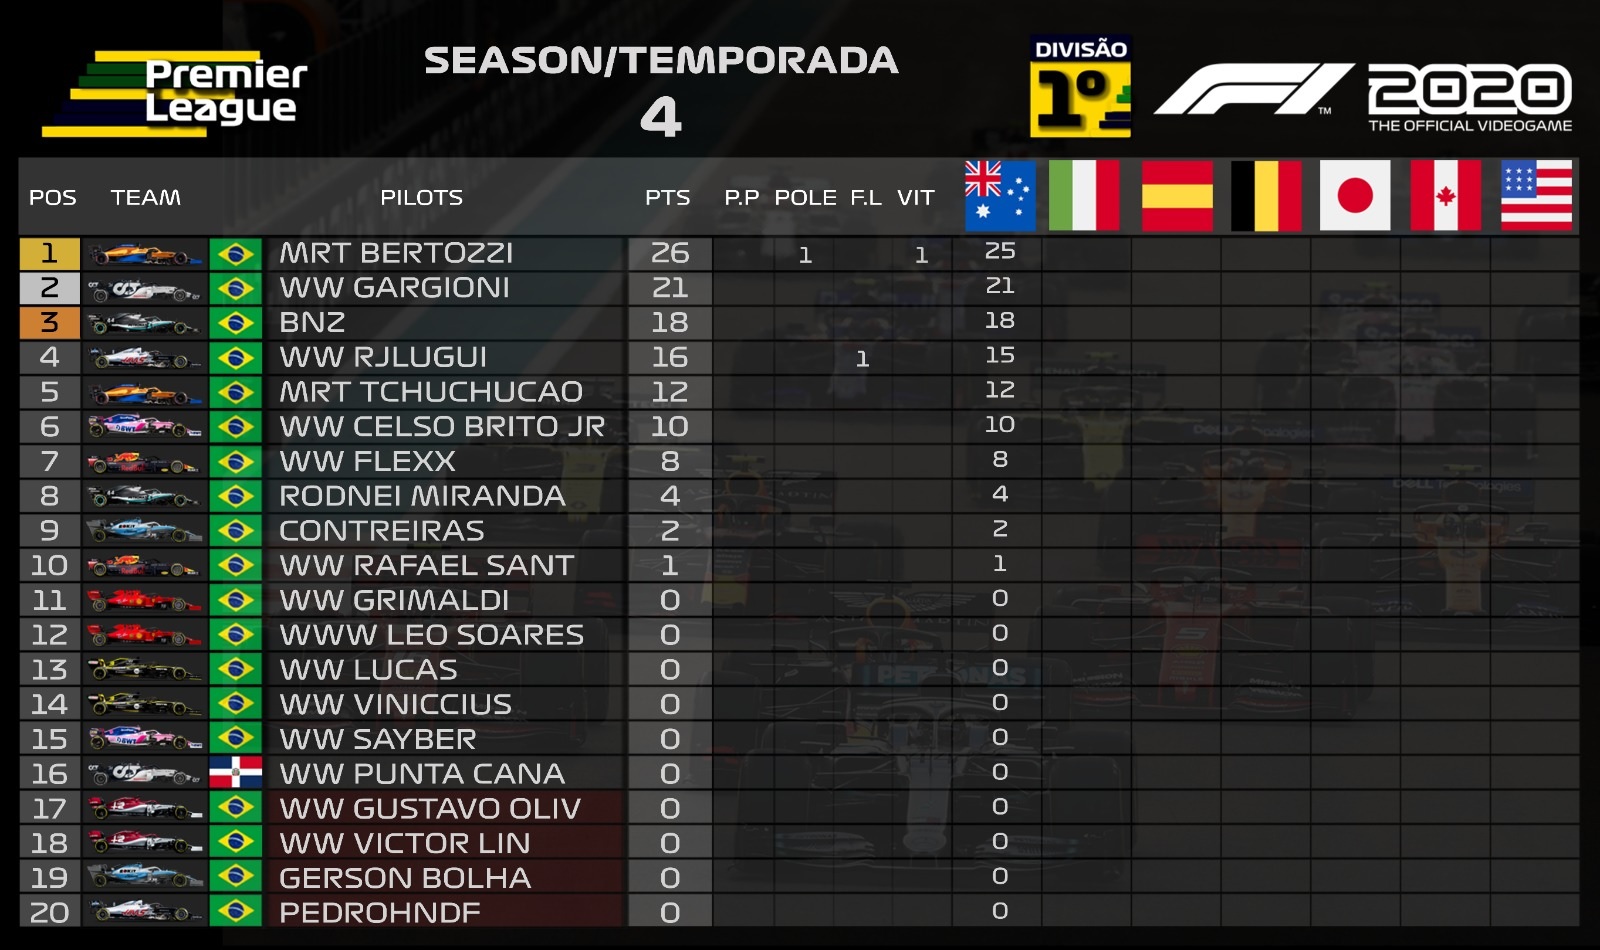 Premier
League
SEASON/TEMPORADA
4
DIVISÃO
1º
F1 TM
2020
THE OFFICIAL VIDEOGAME
POS TEAM PILOTS PTS P.P POLE F.L VIT
1 MRT BERTOZZI 26 1 1 25
2 WW GARGIONI 21 21
3 BNZ 18 18
4 WW RJLUGUI 16 1 15
5 MRT TCHUCHUCAO 12 12
6 WW CELSO BRITO JR 10 10
7 WW FLEXX 8 8
8 RODNEI MIRANDA 4 4
9 CONTREIRAS 2 2
10 WW RAFAEL SANT 1 1
11 WW GRIMALDI 0 0
12 WWW LEO SOARES 0 0
13 WW LUCAS 0 0
14 WW VINICCIUS 0 0
15 WW SAYBER 0 0
16 WW PUNTA CANA 0 0
17 WW GUSTAVO OLIV 0 0
18 WW VICTOR LIN 0 0
19 GERSON BOLHA 0 0
20 PEDROHNDF 0 0